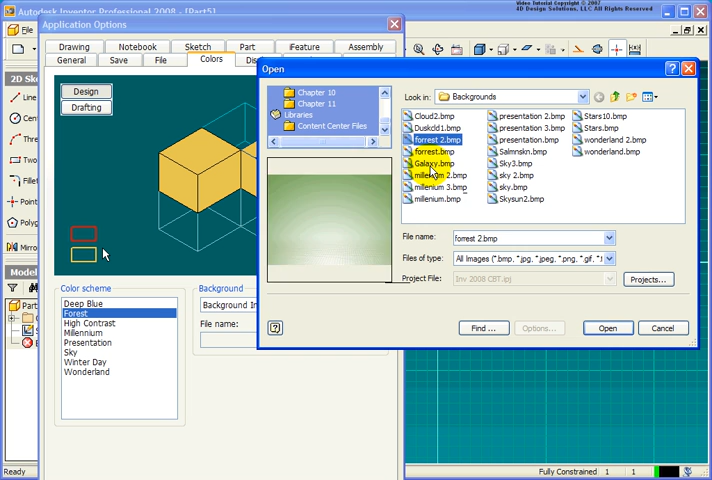 Autodesk Inventor Professional 2008 - [Part5]
Video Tutorial Copyright © 2007
4D Design Solutions, LLC All Rights Reserved
File
Application Options
Drawing
Notebook
Sketch
Part
iFeature
Assembly
General
Save
File
Colors
Design
Drafting
2D Sk
Line
Circle
Three
Two
Fillet
Point
Polyg
Mirror
Model
Color scheme
Deep Blue
Forest
High Contrast
Millennium
Presentation
Sky
Winter Day
Wonderland
Background
Background Im
File name:
Open
Chapter 10
Chapter 11
Libraries
Content Center Files
Look in:
Backgrounds
Cloud2.bmp
Duskdd1.bmp
forrest 2.bmp
forrest.bmp
Galaxy.bmp
millenium 2.bmp
millenium 3.bmp
millenium.bmp
presentation 2.bmp
presentation 3.bmp
presentation.bmp
Salmnskn.bmp
Sky3.bmp
sky 2.bmp
sky.bmp
Skysun2.bmp
Stars10.bmp
Stars.bmp
wonderland 2.bmp
wonderland.bmp
File name:
forrest 2.bmp
Files of type:
All Images (*.bmp, *.jpg, *.jpeg, *.png, *.gif, *.t
Project File:
Inv 2008 CBT.ipj
Projects...
Find ...
Options...
Open
Cancel
Ready
Fully Constrained
1
1